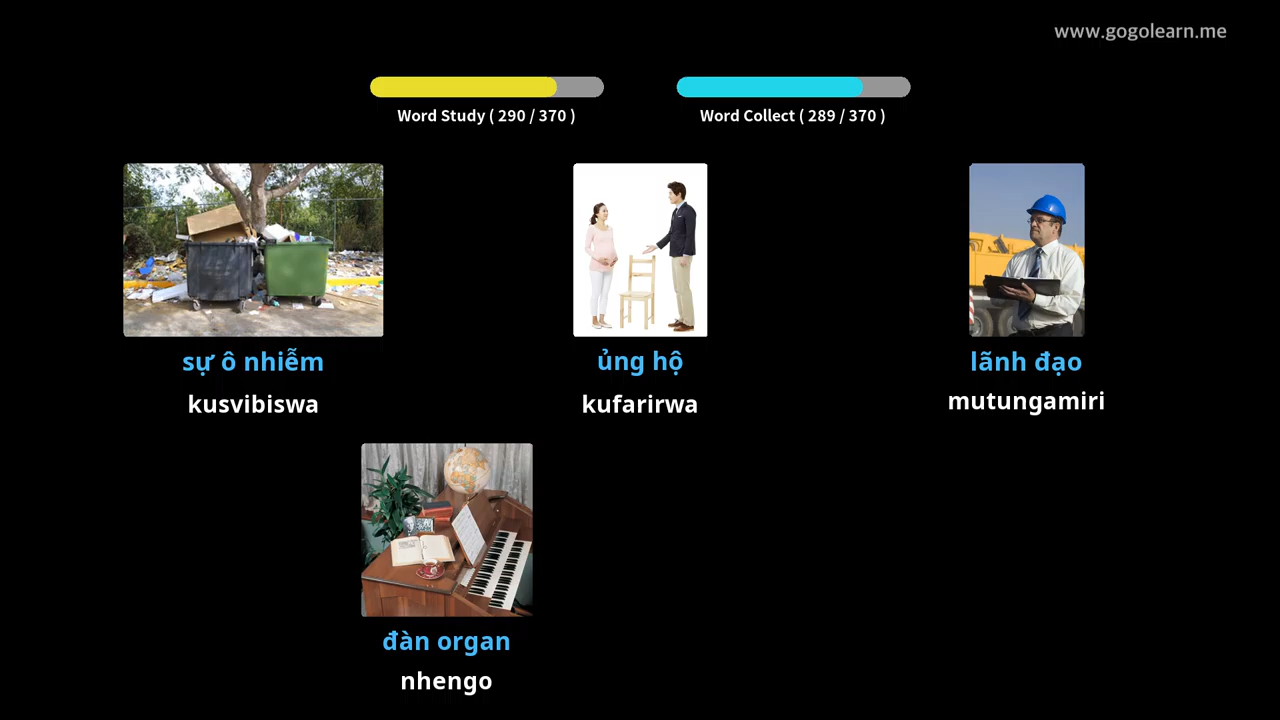 www.gogolearn.me
Word Study ( 290 / 370 )
Word Collect ( 289 / 370 )
sự ô nhiễm
kusvibiswa
ủng hộ
kufarirwa
lãnh đạo
mutungamiri
đàn organ
nhengo